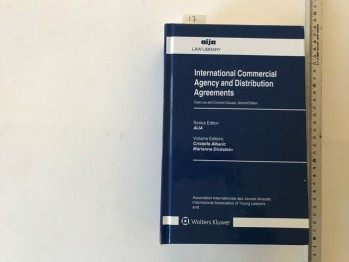 17.
aija
LAW LIBRARY
International Commercial
Agency and Distribution
Agreements
Case Law and Contract Clauses, Second Edition
Series Editor:
AIJA
Volume Editors:
Cristelle Albaric
Marianne Dickstein
Association Internationale des Jeunes Avocats
International Association of Young Lawyers
and
Wolters Kluwer